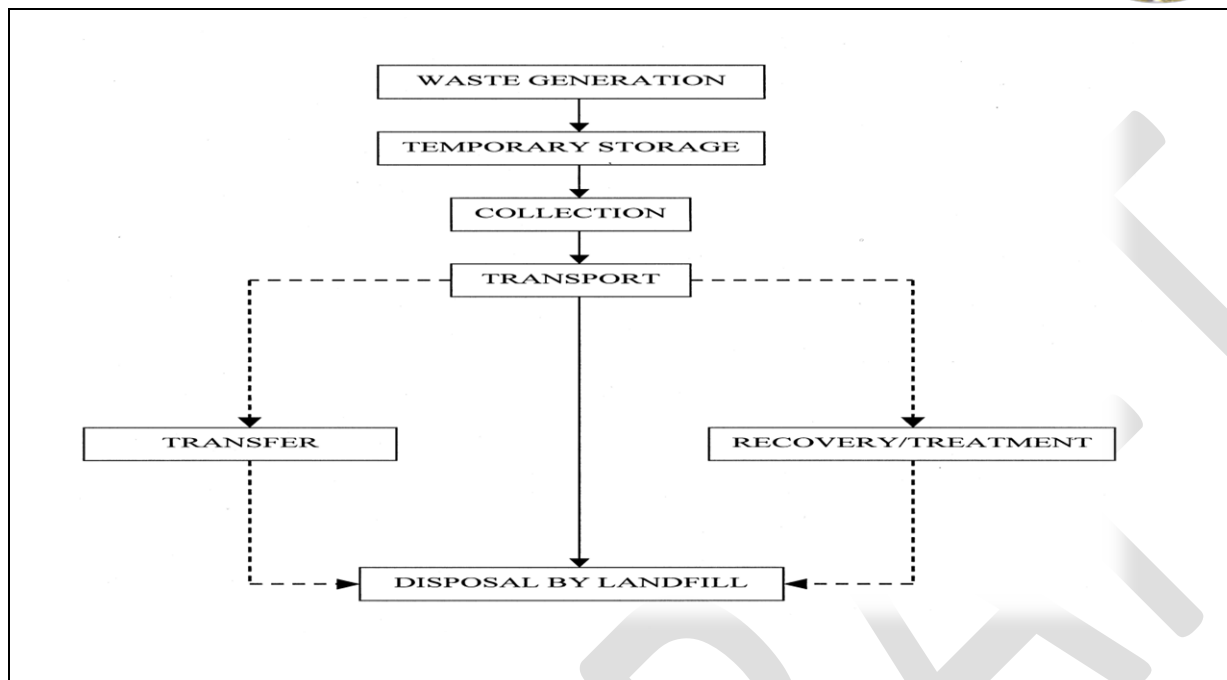 WASTE GENERATION
TEMPORARY STORAGE
COLLECTION
TRANSPORT
TRANSFER
RECOVERY/TREATMENT
DISPOSAL BY LANDFILL